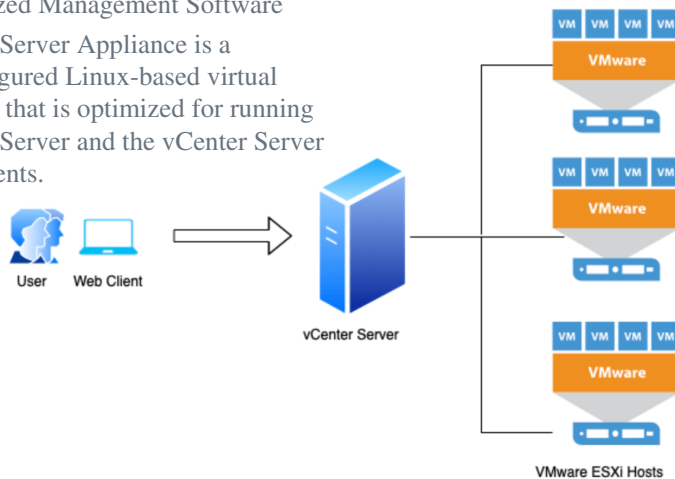 zed Management Software
Server Appliance is a
gured Linux-based virtual
that is optimized for running
Server and the vCenter Server
ents.
VM VM VM VM
VMware
VM VM VM VM
VMware
User Web Client
vCenter Server
VM VM VM VM
VMware
VMware ESXi Hosts